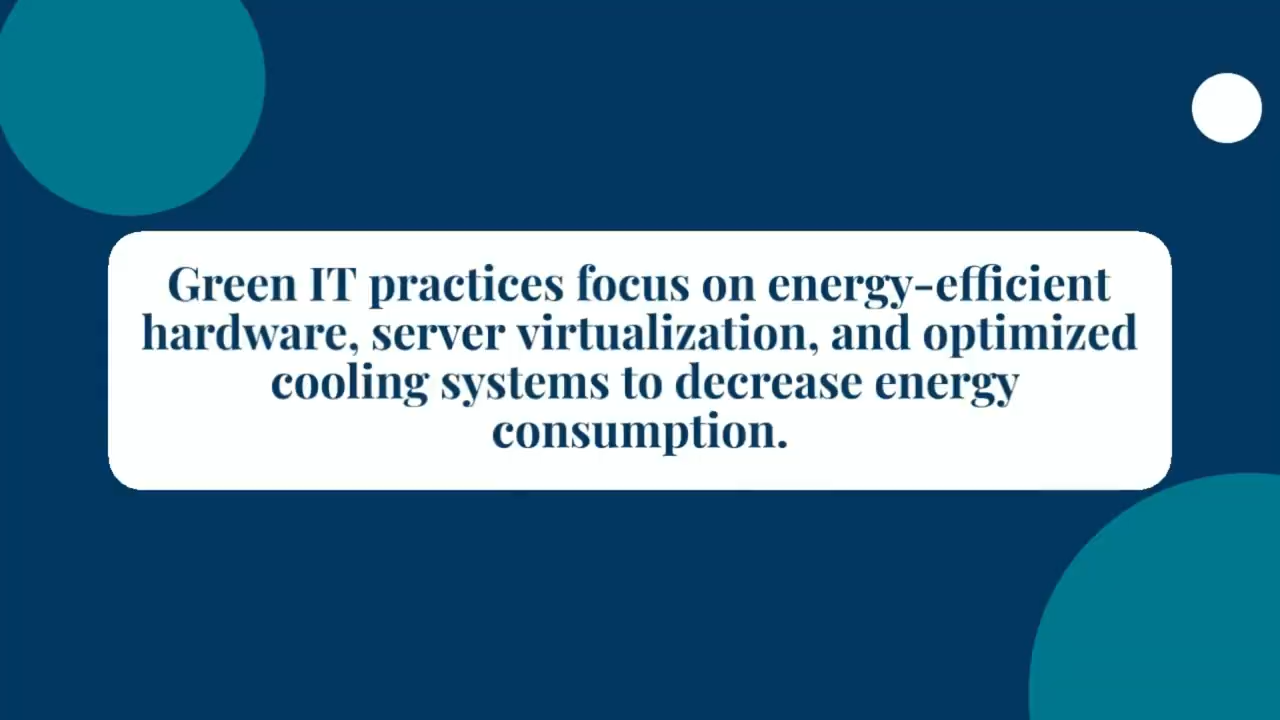 Green IT practices focus on energy-efficient
hardware, server virtualization, and optimized
cooling systems to decrease energy
consumption.